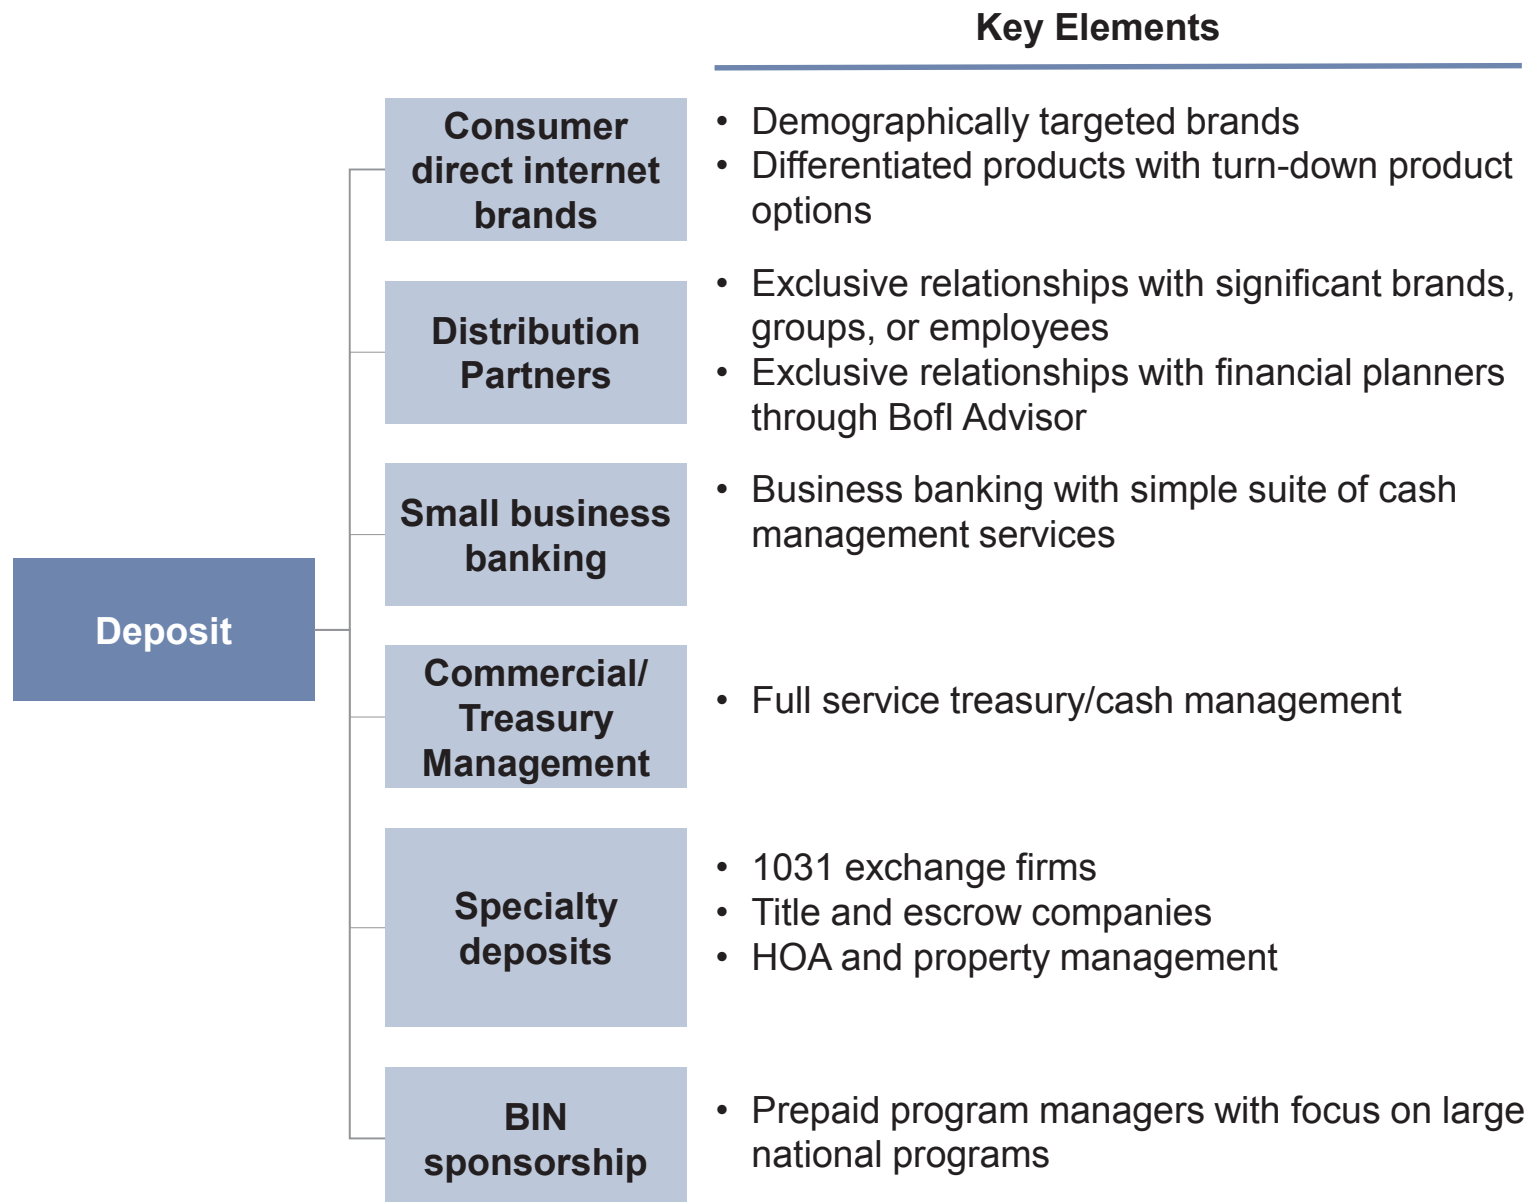 Key Elements
Consumer
direct internet
brands
• Demographically targeted brands
• Differentiated products with turn-down product
options
Distribution
Partners
• Exclusive relationships with significant brands,
groups, or employees
• Exclusive relationships with financial planners
through BofI Advisor
Small business
banking
• Business banking with simple suite of cash
management services
Deposit
Commercial/
Treasury
Management
• Full service treasury/cash management
Specialty
deposits
• 1031 exchange firms
• Title and escrow companies
• HOA and property management
BIN
sponsorship
• Prepaid program managers with focus on large
national programs